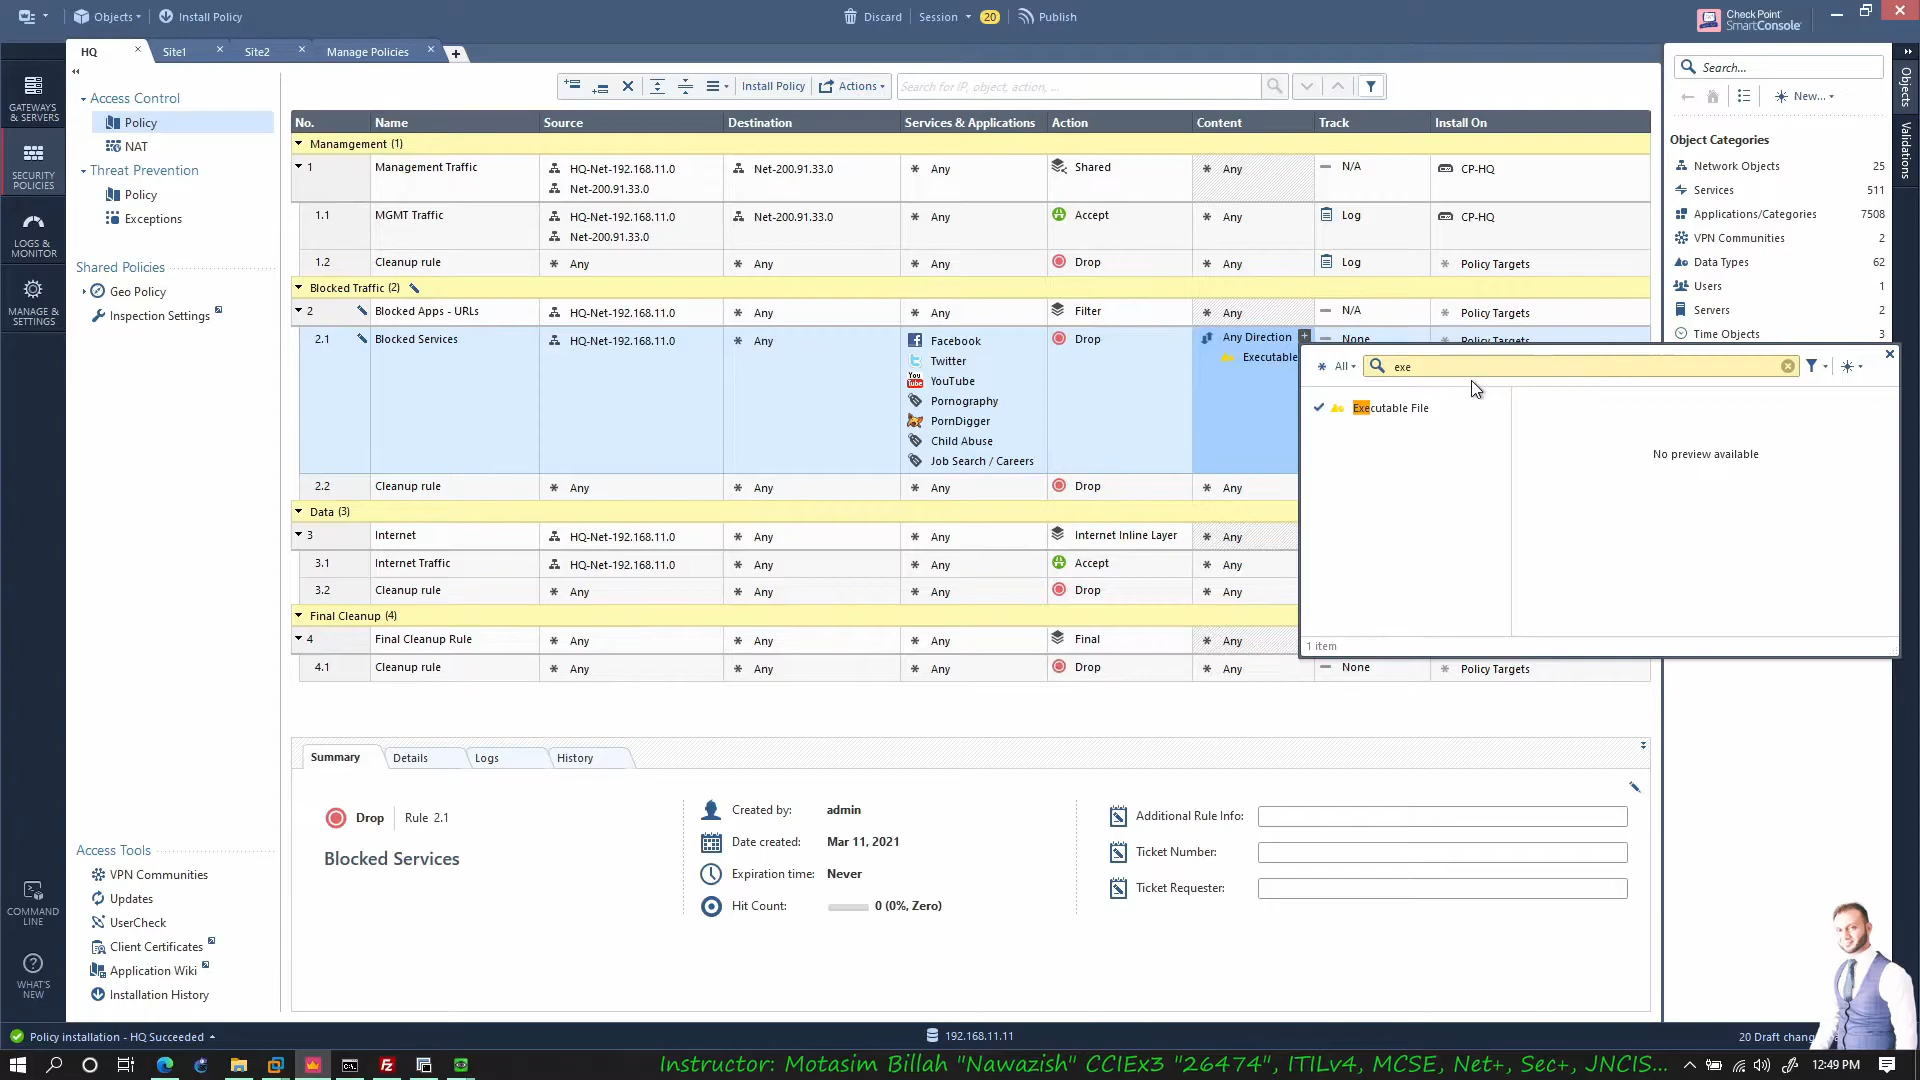 Objects
Install Policy
Discard
Session
20
Publish
Check Point
SmartConsole
HQ
Site1
Site2
Manage Policies
GATEWAYS & SERVERS
SECURITY POLICIES
LOGS & MONITOR
MANAGE & SETTINGS
COMMAND LINE
WHAT'S NEW
Access Control
Policy
NAT
Threat Prevention
Policy
Exceptions
Shared Policies
Geo Policy
Inspection Settings
Access Tools
VPN Communities
Updates
UserCheck
Client Certificates
Application Wiki
Installation History
Install Policy
Actions
Search for IP, object, action, ...
No. Name Source Destination Services & Applications Action Content Track Install On
Manamgement (1)
1 Management Traffic HQ-Net-192.168.11.0 Net-200.91.33.0 Any Shared Any N/A CP-HQ
Net-200.91.33.0
1.1 MGMT Traffic HQ-Net-192.168.11.0 Net-200.91.33.0 Any Accept Any Log CP-HQ
Net-200.91.33.0
1.2 Cleanup rule Any Any Any Drop Any Log Policy Targets
Blocked Traffic (2)
2 Blocked Apps - URLs HQ-Net-192.168.11.0 Any Any Filter Any N/A Policy Targets
2.1 Blocked Services HQ-Net-192.168.11.0 Any Facebook Drop Any Direction None Policy Targets
Twitter Executable
YouTube
Pornography
PornDigger
Child Abuse
Job Search / Careers
2.2 Cleanup rule Any Any Any Drop Any
Data (3)
3 Internet HQ-Net-192.168.11.0 Any Any Internet Inline Layer Any
3.1 Internet Traffic HQ-Net-192.168.11.0 Any Any Accept Any
3.2 Cleanup rule Any Any Any Drop Any
Final Cleanup (4)
4 Final Cleanup Rule Any Any Any Final Any
4.1 Cleanup rule Any Any Any Drop Any None Policy Targets
All
exe
Executable File
No preview available
1 item
Search...
New...
Object Categories
Network Objects 25
Services 511
Applications/Categories 7508
VPN Communities 2
Data Types 62
Users 1
Servers 2
Time Objects 3
Objects
Validations
Summary
Details
Logs
History
Drop
Rule 2.1
Blocked Services
Created by: admin
Date created: Mar 11, 2021
Expiration time: Never
Hit Count: 0 (0%, Zero)
Additional Rule Info:
Ticket Number:
Ticket Requester:
Policy installation - HQ Succeeded
192.168.11.11
20 Draft
Instructor: Motasim Billah "Nawazish" CCIEx3 "26474", ITILv4, MCSE, Net+, Sec+, JNCIS...
12:49 PM